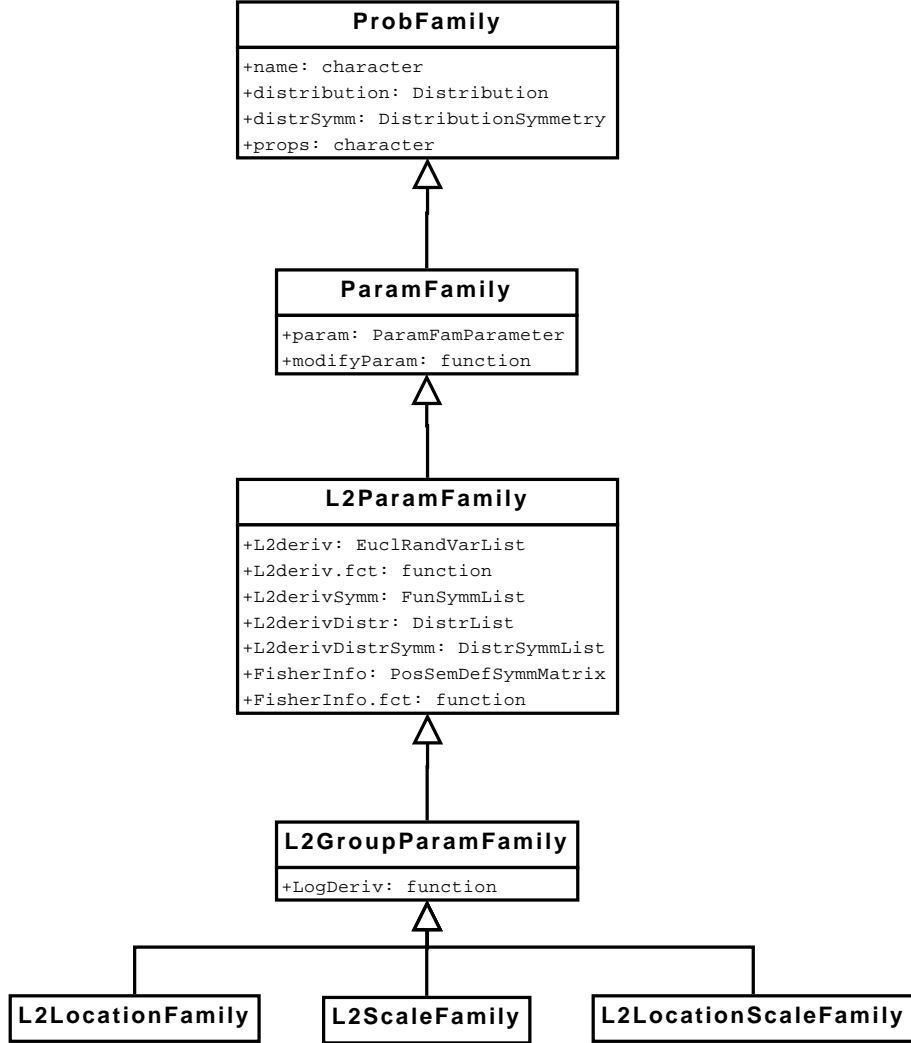 ProbFamily
+name: character
+distribution: Distribution
+distrSymm: DistributionSymmetry
+props: character
ParamFamily
+param: ParamFamParameter
+modifyParam: function
L2ParamFamily
+L2deriv: EuclRandVarList
+L2deriv.fct: function
+L2derivSymm: FunSymmList
+L2derivDistr: DistrList
+L2derivDistrSymm: DistrSymmList
+FisherInfo: PosSemDefSymmMatrix
+FisherInfo.fct: function
L2GroupParamFamily
+LogDeriv: function
L2LocationFamily
L2ScaleFamily
L2LocationScaleFamily